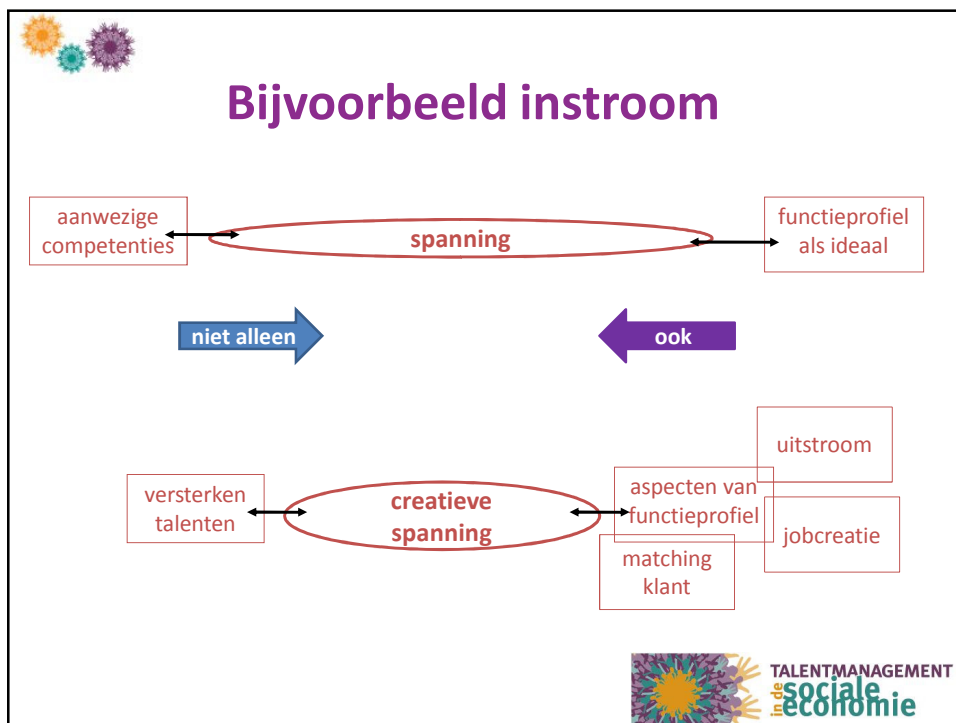 Bijvoorbeeld instroom
aanwezige
competenties
spanning
functieprofiel
als ideaal
niet alleen
ook
uitstroom
versterken
talenten
creatieve
spanning
aspecten van
functieprofiel
jobcreatie
matching
klant
TALENTMANAGEMENT
in de
sociale
economie